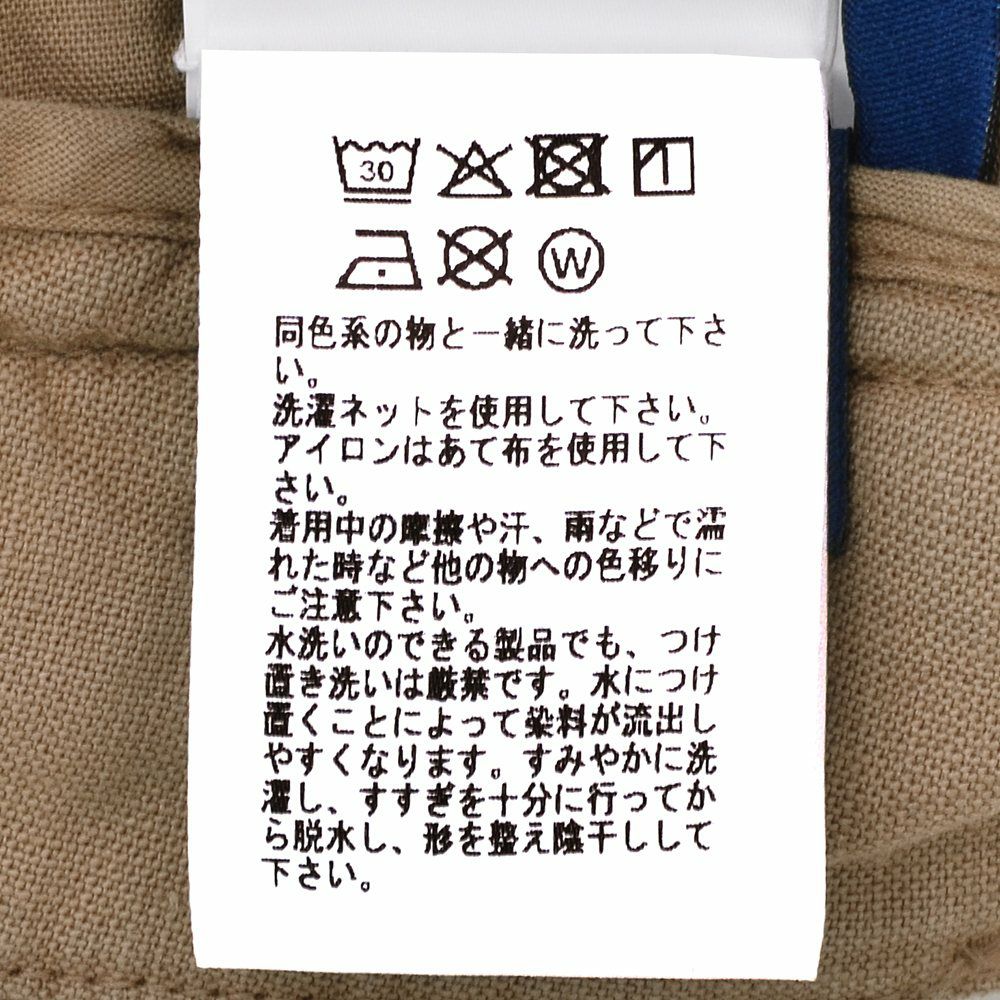 30
W
同色系の物と一緒に洗って下さ
い。
洗濯ネットを使用して下さい。
アイロンはあて布を使用して下
さい。
着用中の摩擦や汗、雨などで濡
れた時など他の物への色移りに
ご注意下さい。
水洗いのできる製品でも、つけ
置き洗いは厳禁です。水につけ
置くことによって染料が流出し
やすくなります。すみやかに洗
濯し、すすぎを十分に行ってか
ら脱水し、形を整え陰干しして
下さい。